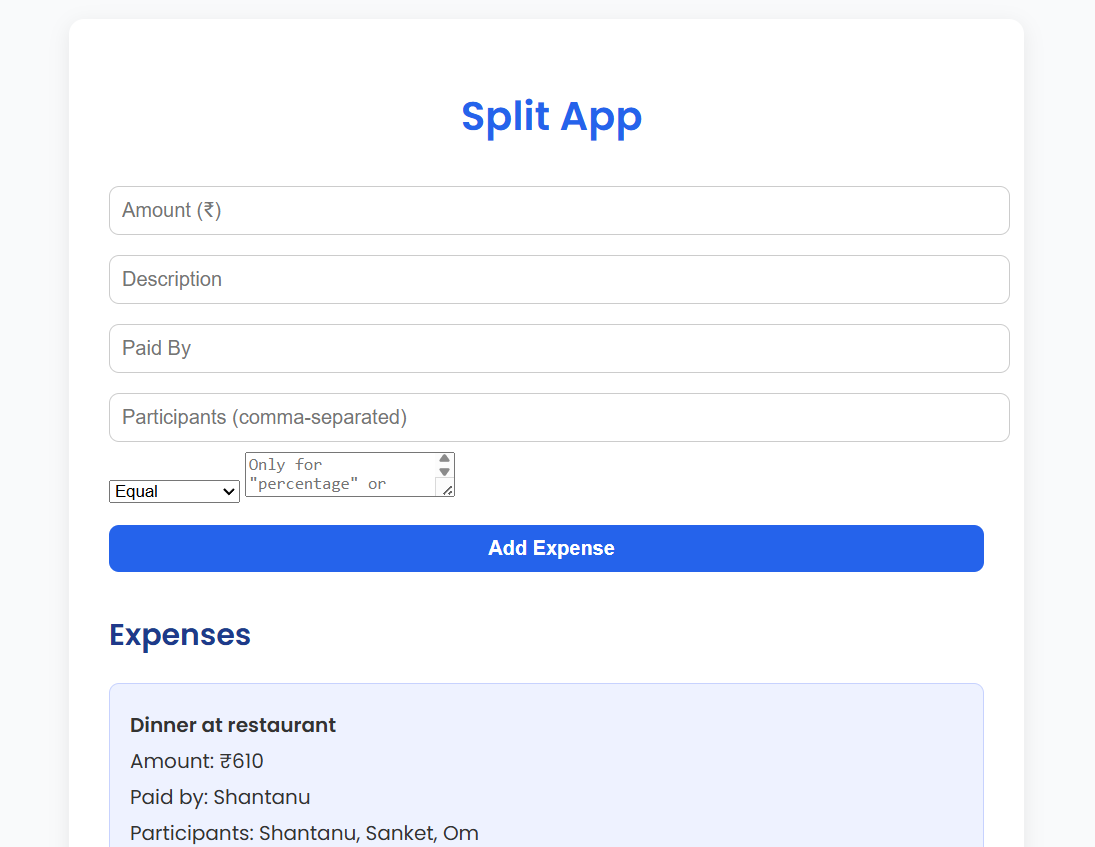 Split App
Amount (₹)
Description
Paid By
Participants (comma-separated)
Equal
Only for
"percentage" or
Add Expense
Expenses
Dinner at restaurant
Amount: ₹610
Paid by: Shantanu
Participants: Shantanu, Sanket, Om